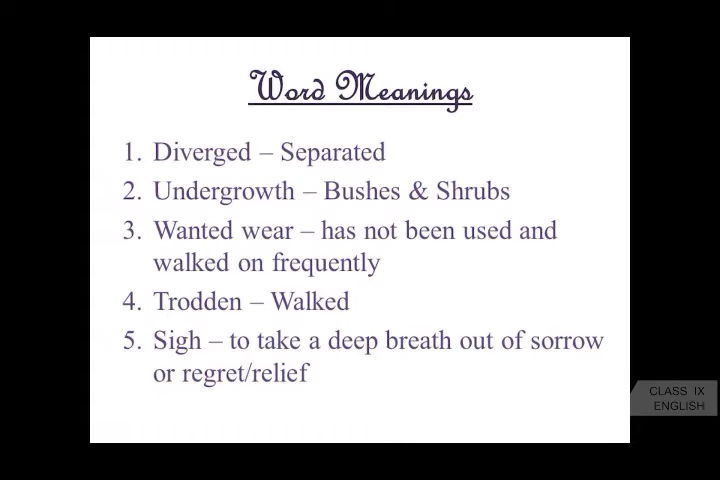 Word Meanings
1. Diverged – Separated
2. Undergrowth – Bushes & Shrubs
3. Wanted wear – has not been used and
walked on frequently
4. Trodden – Walked
5. Sigh – to take a deep breath out of sorrow
or regret/relief
CLASS IX
ENGLISH